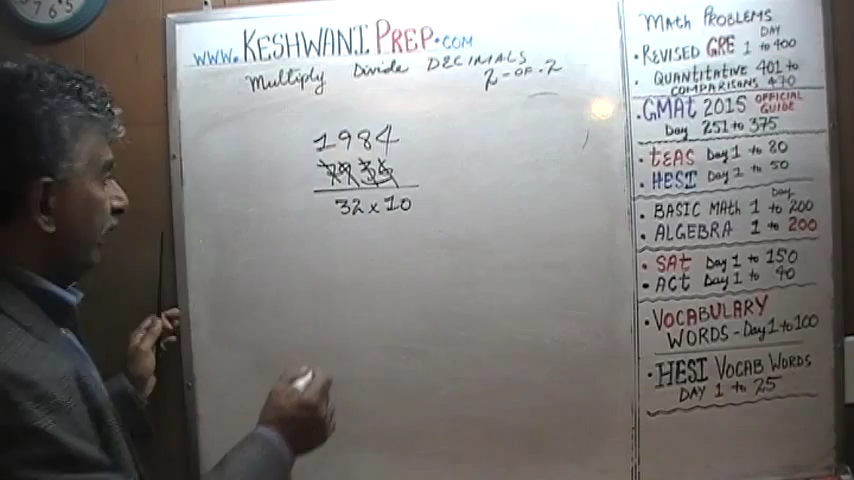 www.KESHWANI PREP.COM
Multiply Divide DECIMALS
2-OF-2
1984
32 x 10
MATH PROBLEMS
DAY
• REVISED GRE 1 to 400
• QUANTITATIVE 401 to
COMPARISONS 470
• GMAt 2015 OFFICIAL GUIDE
Day 251 to 375
• tEAS Day 1 to 80
• HESI Day 1 to 50
Day
• BASIC MAth 1 to 200
• ALGEBRA 1 to 200
• SAt Day 1 to 150
• ACt Day 1 to 90
• VOCABULARY
WORDS - Day 1 to 100
• HESI VOCAB WORDS
DAY 1 to 25
7 6 5